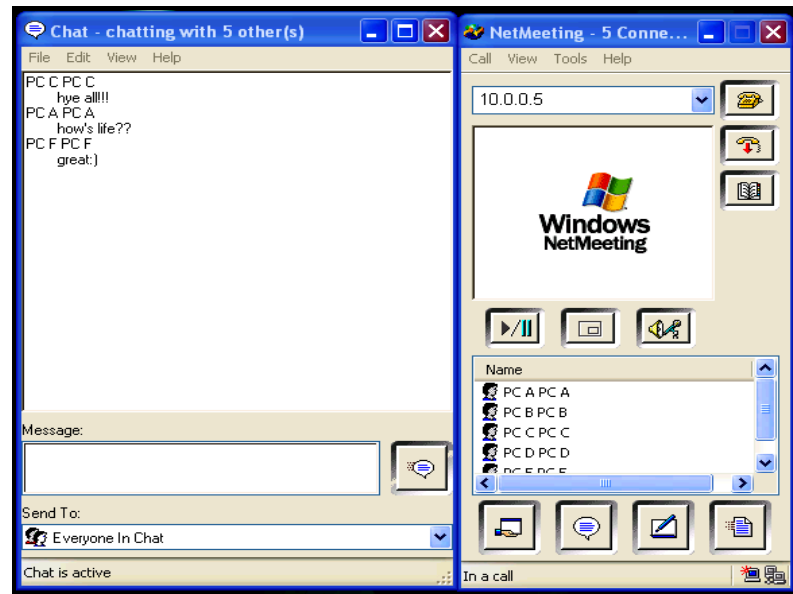 Chat - chatting with 5 other(s)
File Edit View Help
PC C PC C
hye all!!!
PC A PC A
how's life??
PC F PC F
great:)
Message:
Send To:
Everyone In Chat
Chat is active
NetMeeting - 5 Conne...
Call View Tools Help
10.0.0.5
Windows
NetMeeting
Name
PC A PC A
PC B PC B
PC C PC C
PC D PC D
In a call